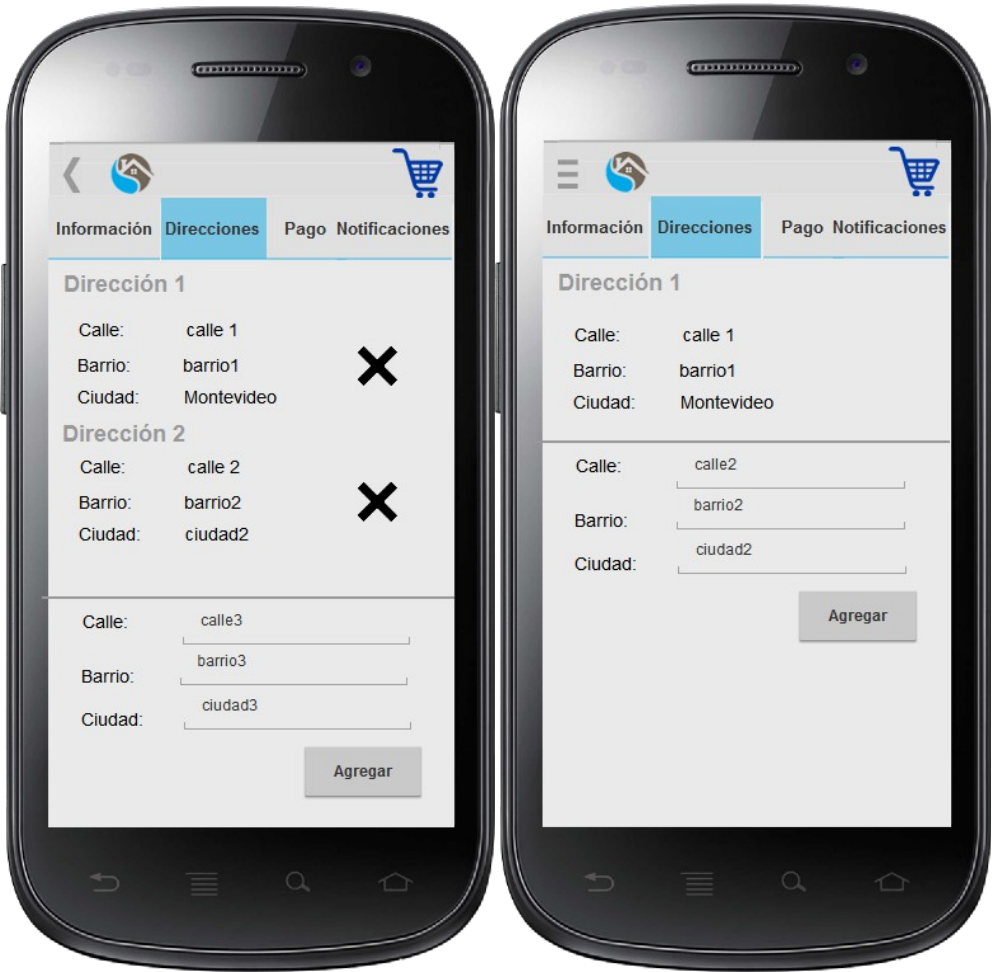 Información Direcciones Pago Notificaciones
Dirección 1
Calle: calle 1
Barrio: barrio1
Ciudad: Montevideo
Dirección 2
Calle: calle 2
Barrio: barrio2
Ciudad: ciudad2
Calle: calle3
Barrio: barrio3
Ciudad: ciudad3
Agregar
Información Direcciones Pago Notificaciones
Dirección 1
Calle: calle 1
Barrio: barrio1
Ciudad: Montevideo
Calle: calle2
Barrio: barrio2
Ciudad: ciudad2
Agregar